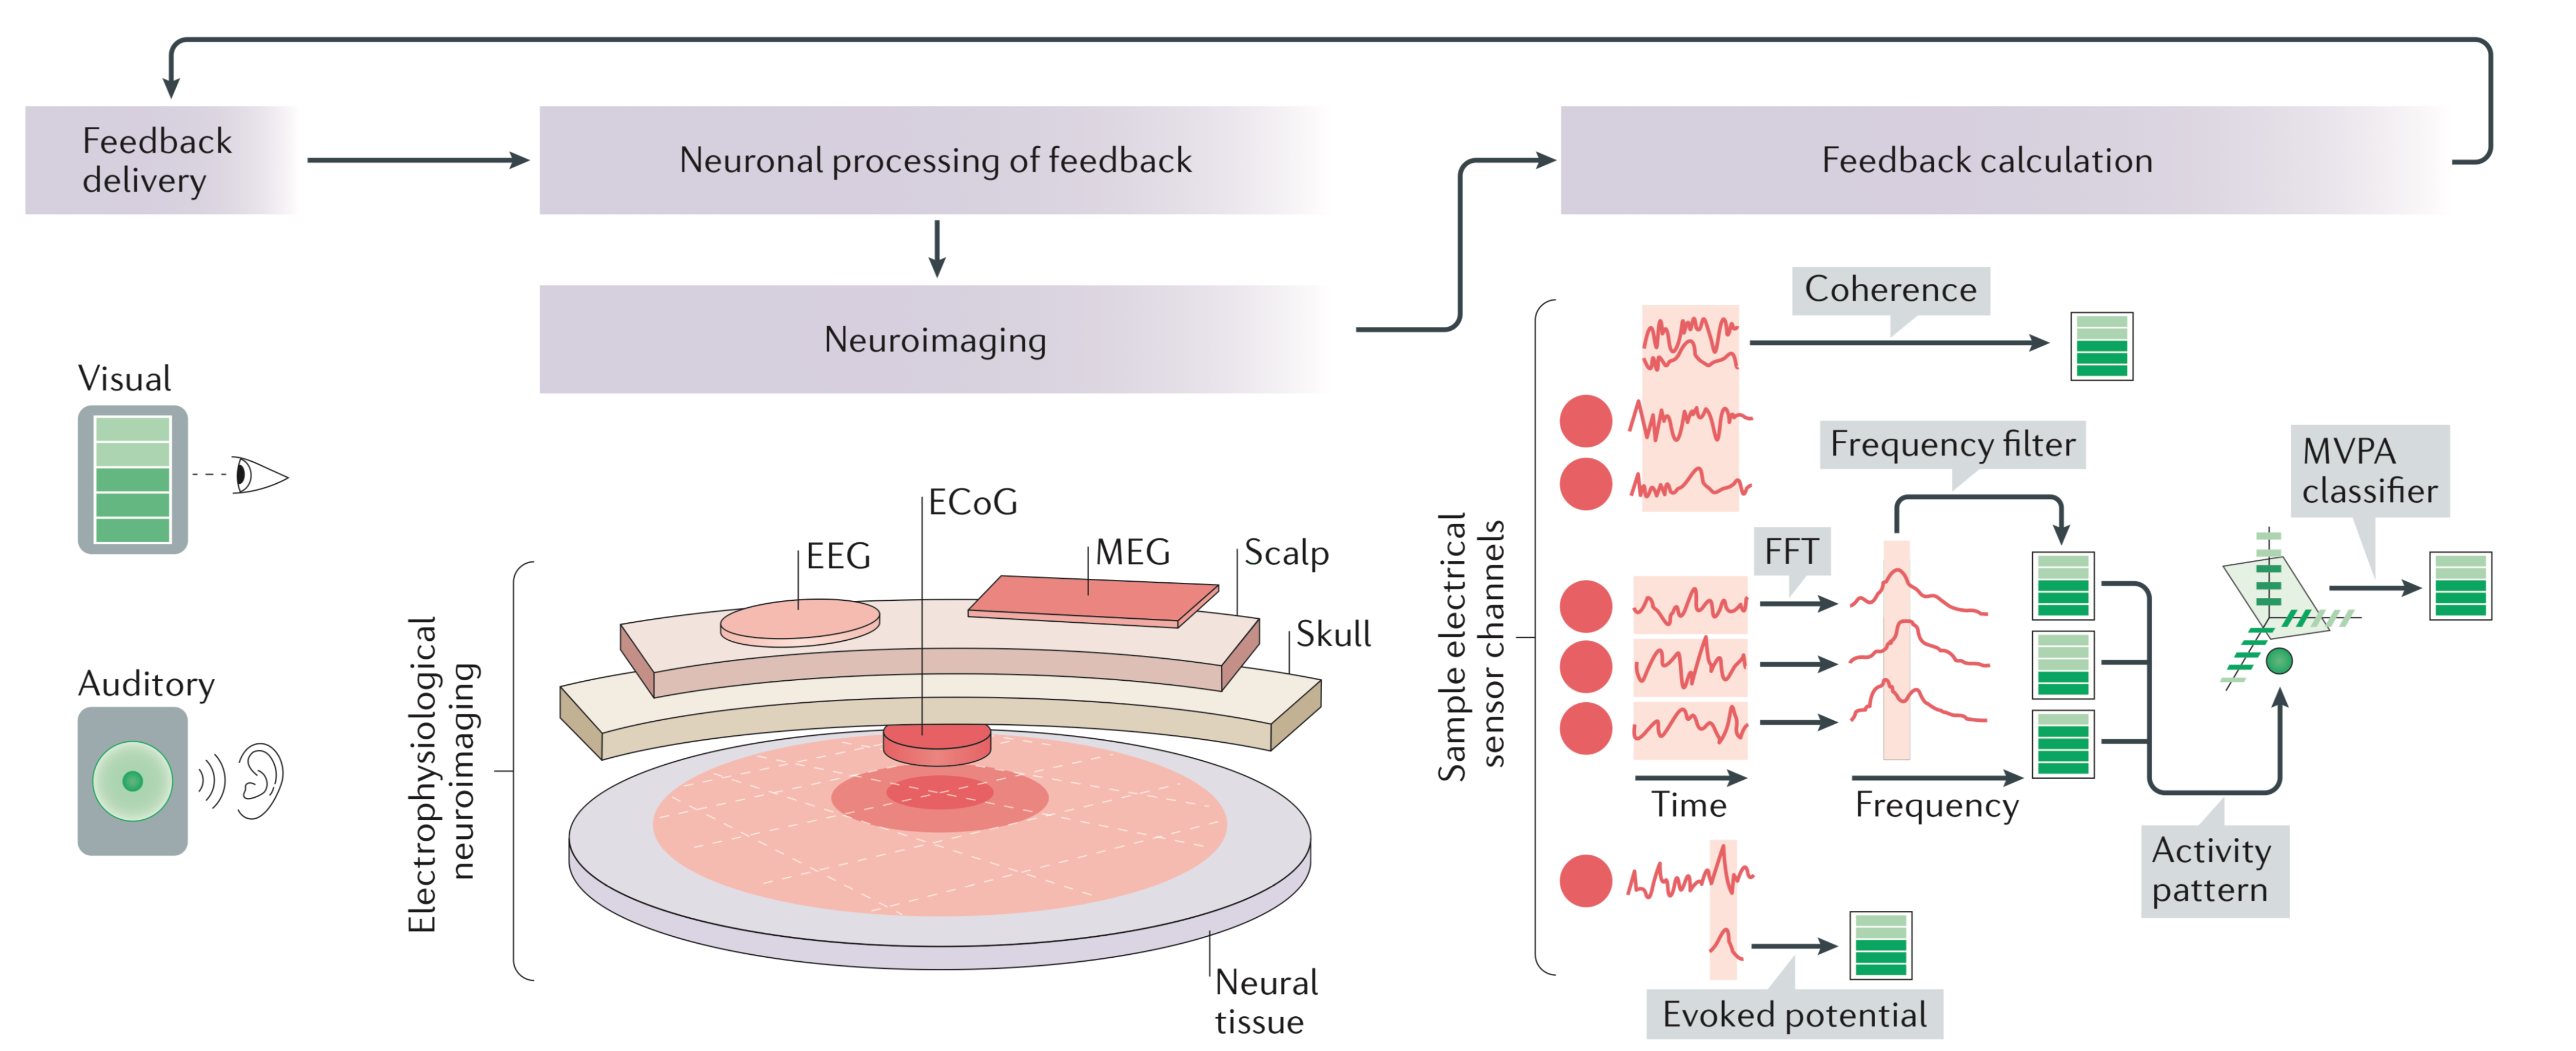 Feedback
delivery
Neuronal processing of feedback
Feedback calculation
Neuroimaging
Visual
Auditory
Electrophysiological
neuroimaging
EEG
ECoG
MEG
Scalp
Skull
Neural
tissue
Sample electrical
sensor channels
Coherence
Frequency filter
FFT
MVPA
classifier
Time
Frequency
Activity
pattern
Evoked potential